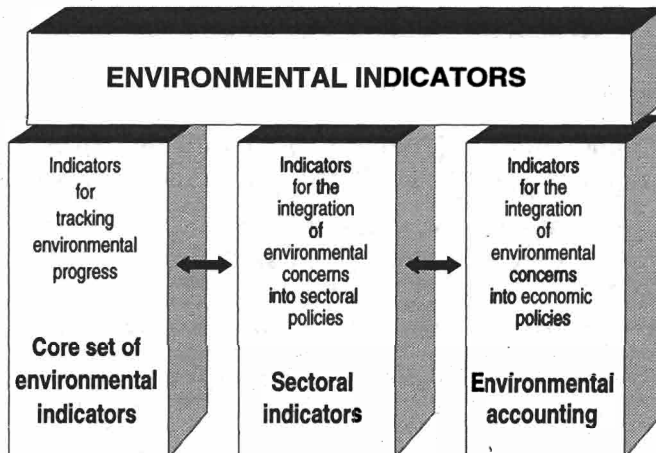 ENVIRONMENTAL INDICATORS
Indicators
for
tracking
environmental
progress
Core set of
environmental
indicators
Indicators
for the
integration
of
environmental
concerns
into sectoral
policies
Sectoral
indicators
Indicators
for the
integration
of
environmental
concerns
into economic
policies
Environmental
accounting